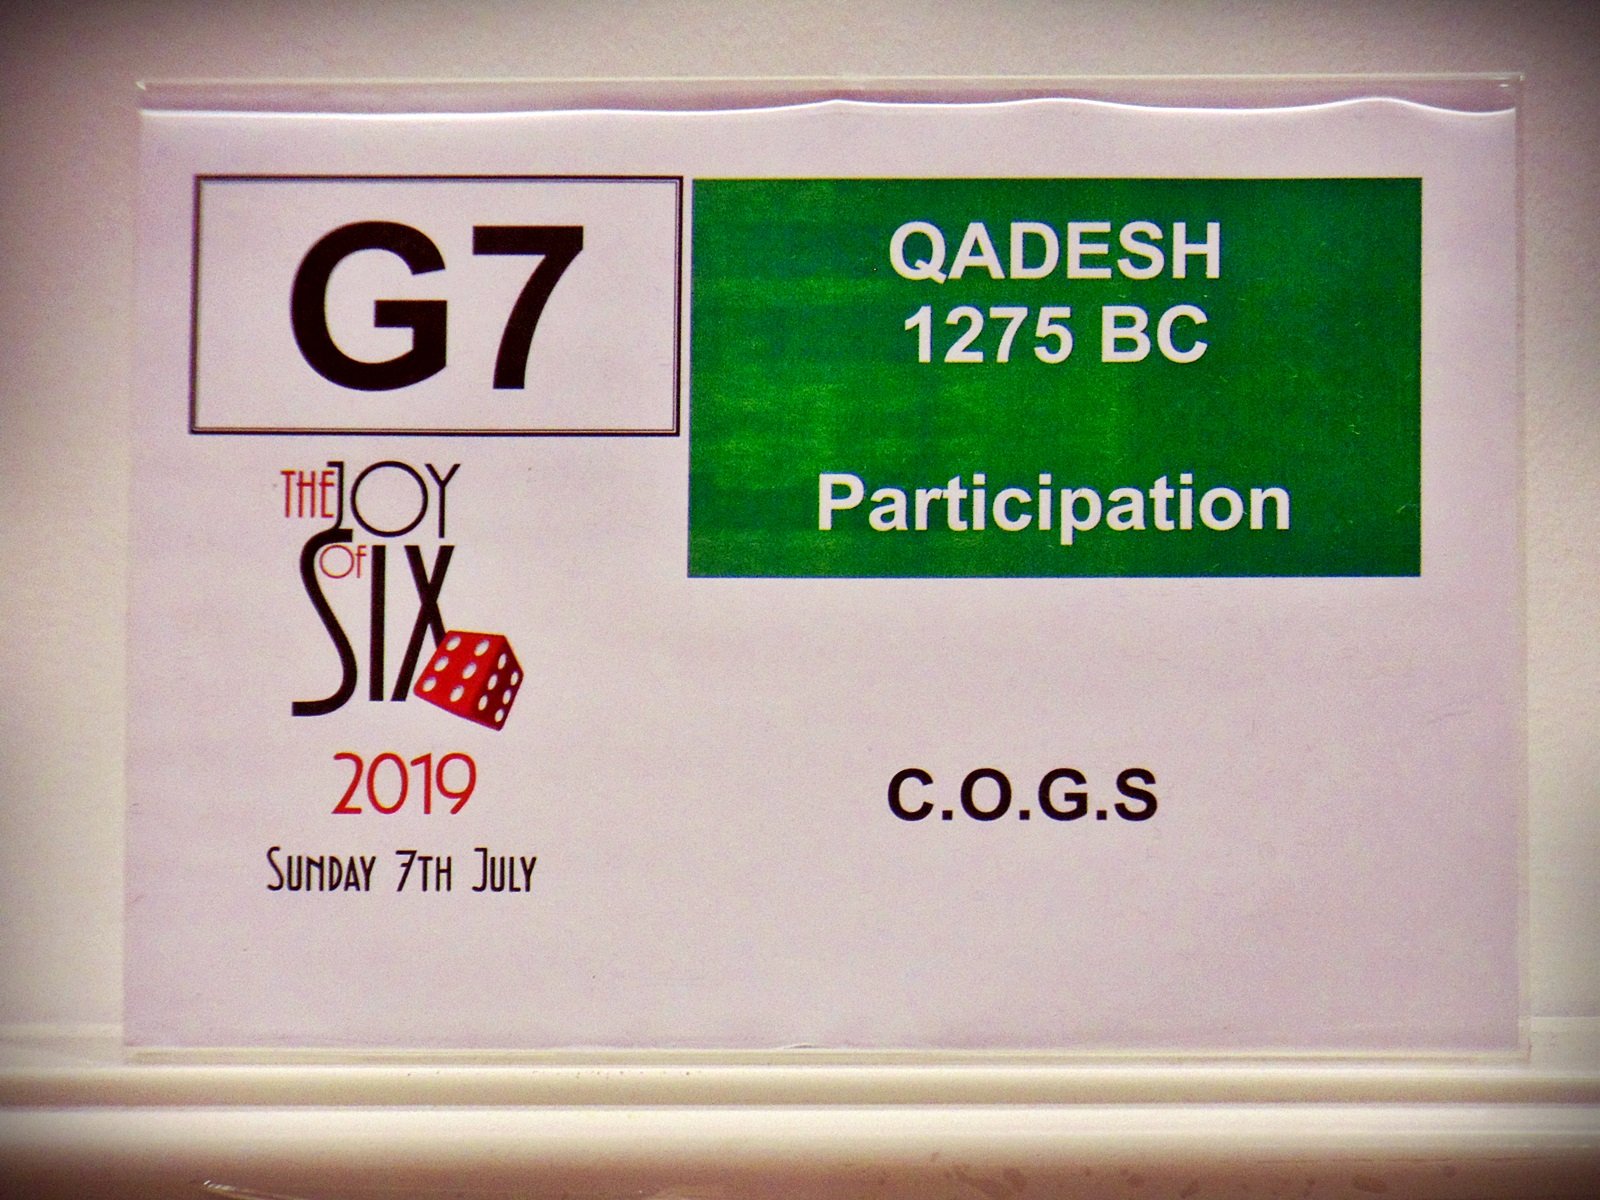 G7
QADESH
1275 BC
Participation
THE JOY
OF
SIX
2019
SUNDAY 7TH JULY
C.O.G.S